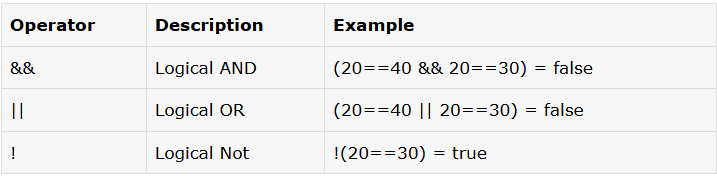 Operator Description Example
&& Logical AND (20==40 && 20==30) = false
|| Logical OR (20==40 || 20==30) = false
! Logical Not !(20==30) = true